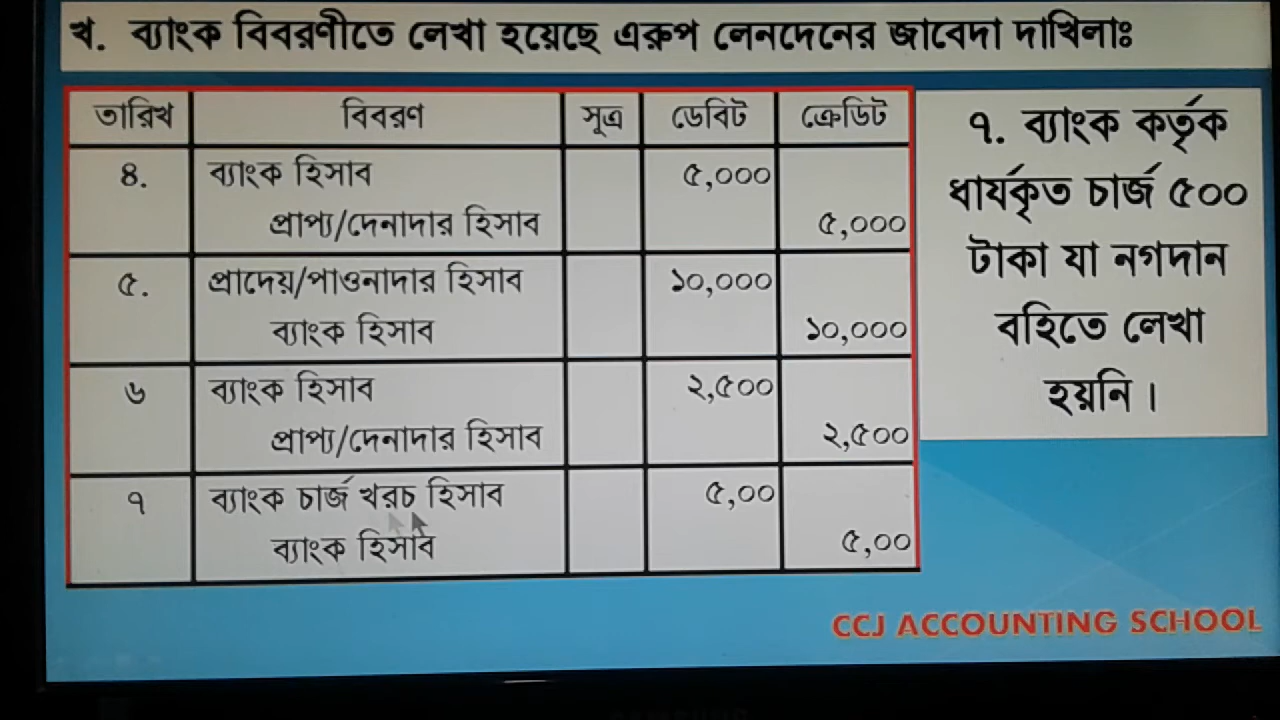 খ. ব্যাংক বিবরণীতে লেখা হয়েছে এরুপ লেনদেনের জাবেদা দাখিলাঃ
তারিখ বিবরণ সূত্র ডেবিট ক্রেডিট
৪. ব্যাংক হিসাব ৫,০০০
প্রাপ্য/দেনাদার হিসাব ৫,০০০
৫. প্রাদেয়/পাওনাদার হিসাব ১০,০০০
ব্যাংক হিসাব ১০,০০০
৬ ব্যাংক হিসাব ২,৫০০
প্রাপ্য/দেনাদার হিসাব ২,৫০০
৭ ব্যাংক চার্জ খরচ হিসাব ৫,০০
ব্যাংক হিসাব ৫,০০
৭. ব্যাংক কর্তৃক
ধার্যকৃত চার্জ ৫০০
টাকা যা নগদান
বহিতে লেখা
হয়নি।
CCJ ACCOUNTING SCHOOL